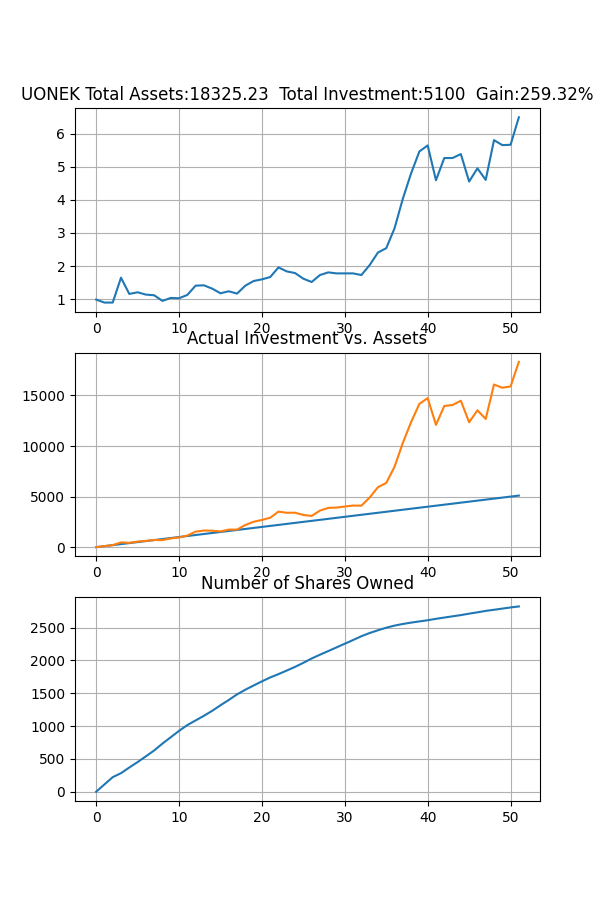 UONEK Total Assets:18325.23  Total Investment:5100  Gain:259.32%
6
5
4
3
2
1
0 10 20 30 40 50
Actual Investment vs. Assets
15000
10000
5000
0
0 10 20 30 40 50
Number of Shares Owned
2500
2000
1500
1000
500
0
0 10 20 30 40 50